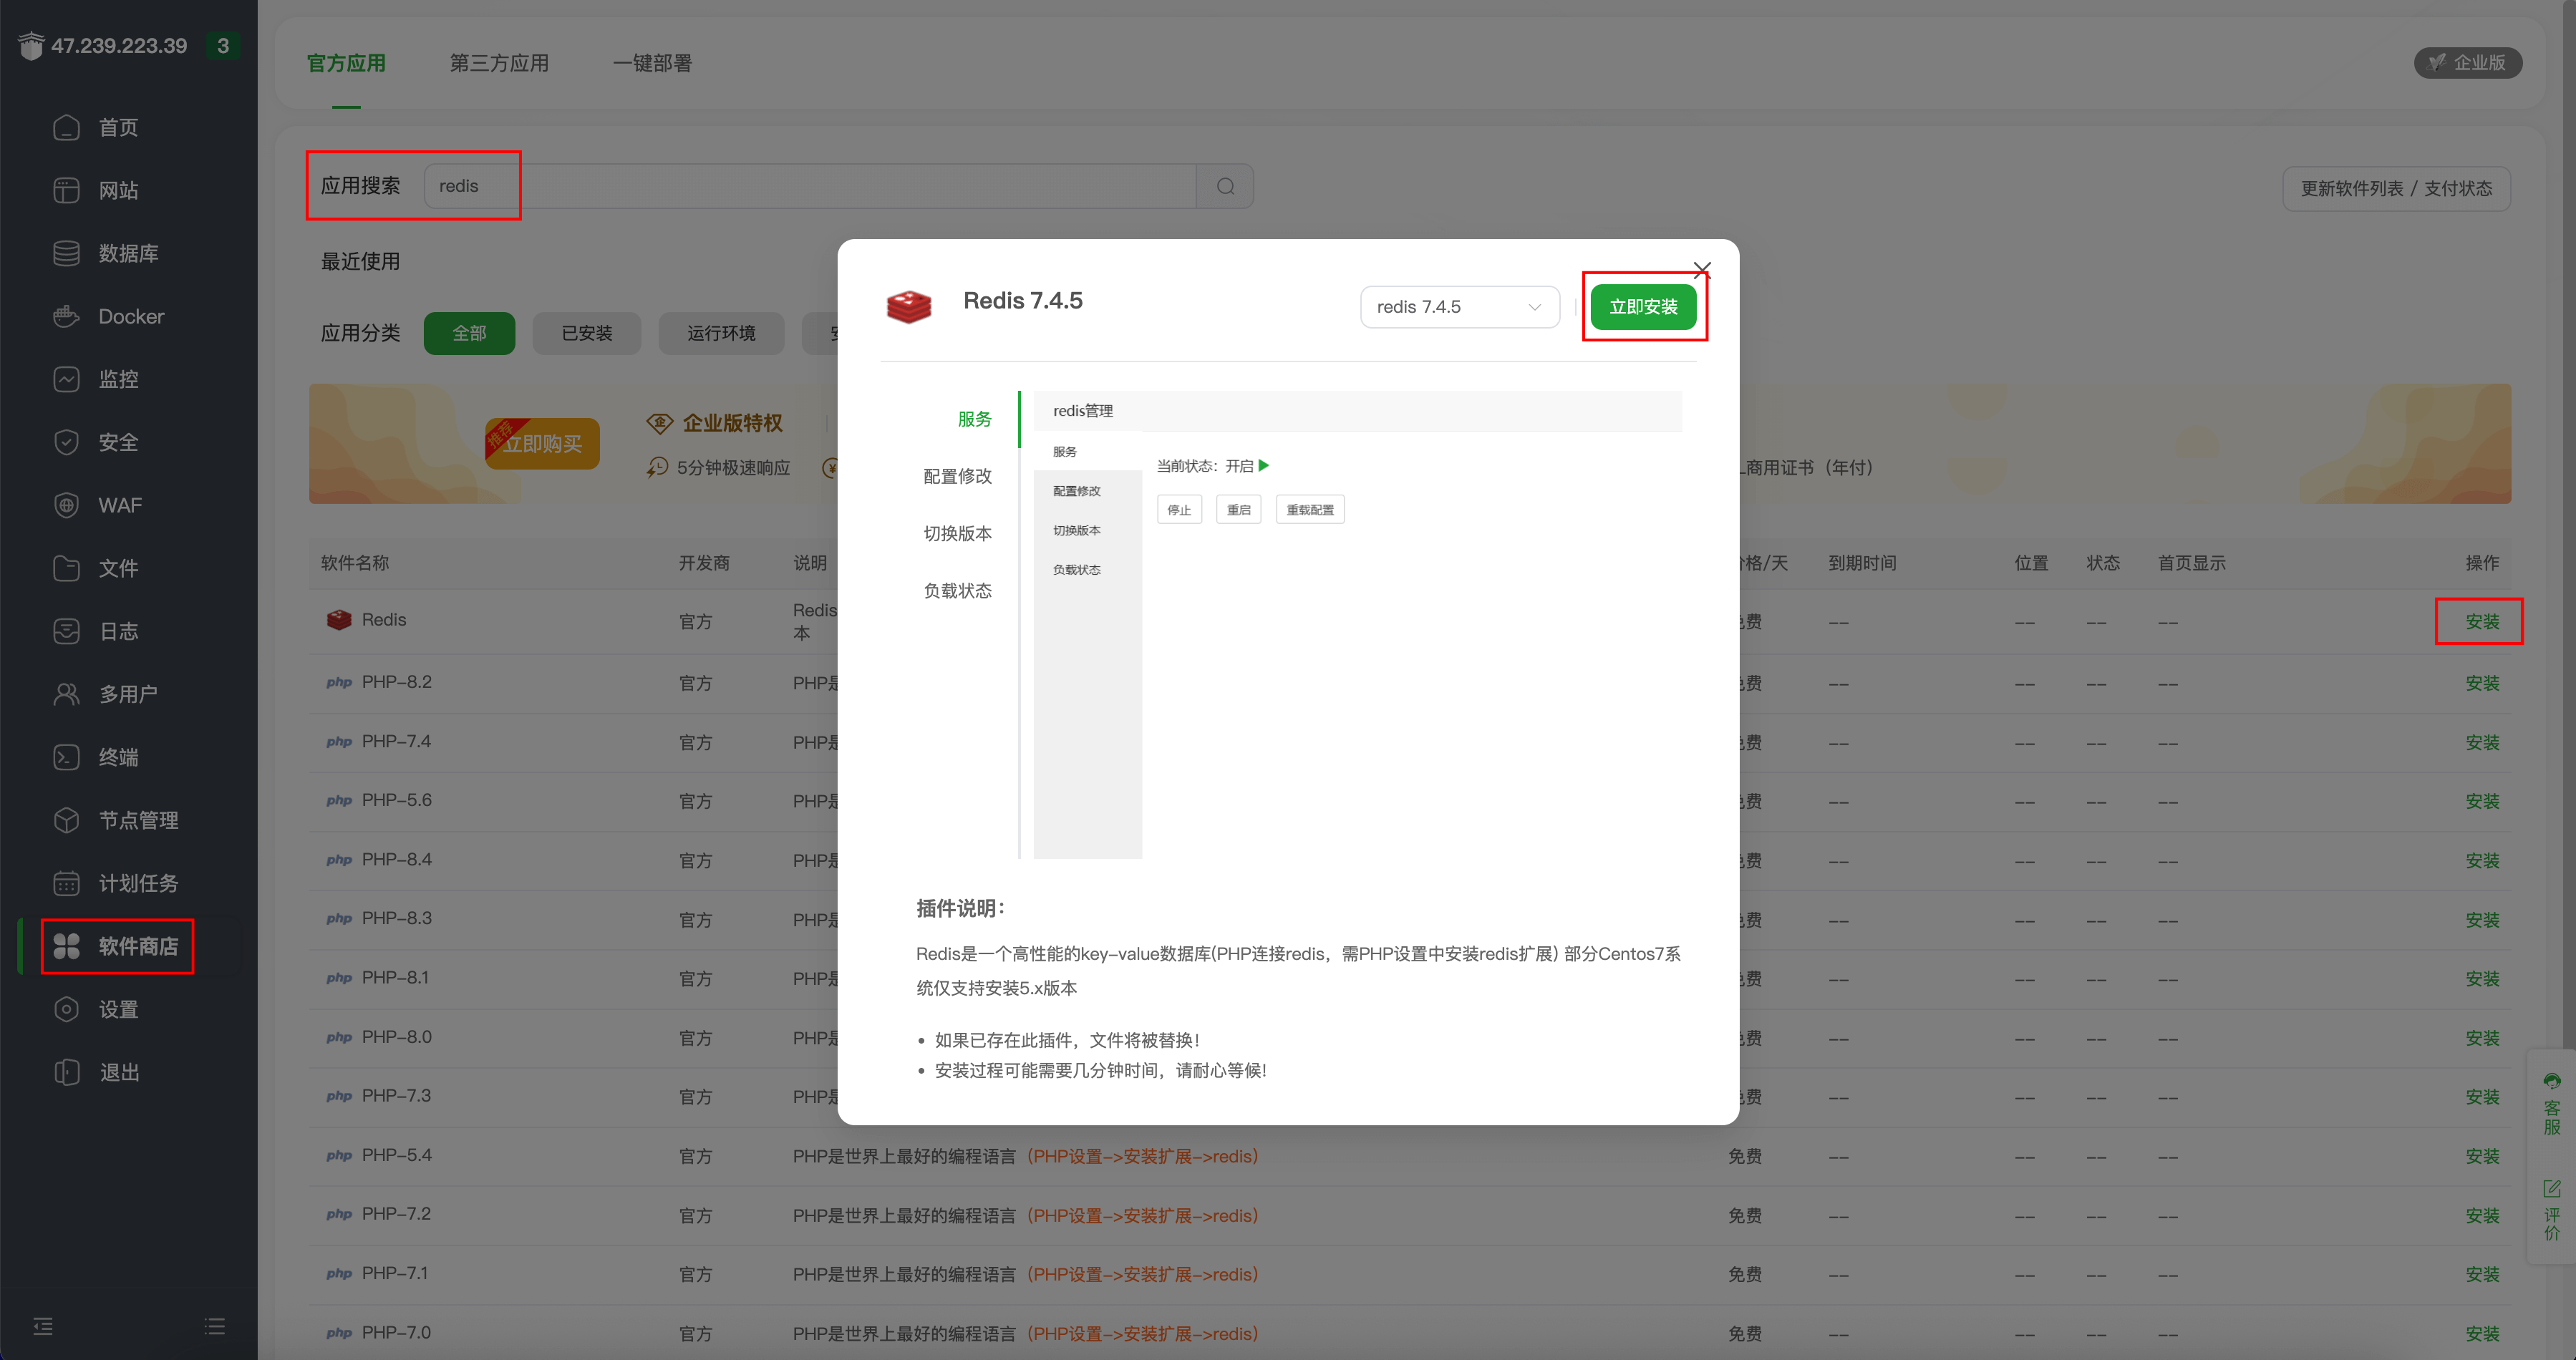 47.239.223.39 3
首页
网站
数据库
Docker
监控
安全
WAF
文件
日志
多用户
终端
节点管理
计划任务
软件商店
设置
退出
官方应用 第三方应用 一键部署
企业版
应用搜索 redis
更新软件列表 / 支付状态
最近使用
应用分类 全部 已安装 运行环境
推荐
立即购买
企业版特权
5分钟极速响应
商用证书（年付）
软件名称 开发商 说明 价格/天 到期时间 位置 状态 首页显示 操作
Redis 官方 Redis 免费 -- -- -- -- 安装
本
php PHP-8.2 官方 PHP是 免费 -- -- -- -- 安装
php PHP-7.4 官方 PHP是 免费 -- -- -- -- 安装
php PHP-5.6 官方 PHP是 免费 -- -- -- -- 安装
php PHP-8.4 官方 PHP是 免费 -- -- -- -- 安装
php PHP-8.3 官方 PHP是 免费 -- -- -- -- 安装
php PHP-8.1 官方 PHP是 免费 -- -- -- -- 安装
php PHP-8.0 官方 PHP是 免费 -- -- -- -- 安装
php PHP-7.3 官方 PHP是 免费 -- -- -- -- 安装
php PHP-5.4 官方 PHP是世界上最好的编程语言 (PHP设置->安装扩展->redis) 免费 -- -- -- -- 安装
php PHP-7.2 官方 PHP是世界上最好的编程语言 (PHP设置->安装扩展->redis) 免费 -- -- -- -- 安装
php PHP-7.1 官方 PHP是世界上最好的编程语言 (PHP设置->安装扩展->redis) 免费 -- -- -- -- 安装
php PHP-7.0 官方 PHP是世界上最好的编程语言 (PHP设置->安装扩展->redis) 免费 -- -- -- -- 安装
Redis 7.4.5
redis 7.4.5
立即安装
服务
配置修改
切换版本
负载状态
redis管理
服务
配置修改
切换版本
负载状态
当前状态：开启
停止 重启 重载配置
插件说明：
Redis是一个高性能的key-value数据库(PHP连接redis，需PHP设置中安装redis扩展) 部分Centos7系
统仅支持安装5.x版本
• 如果已存在此插件，文件将被替换！
• 安装过程可能需要几分钟时间，请耐心等候!
客服
评价